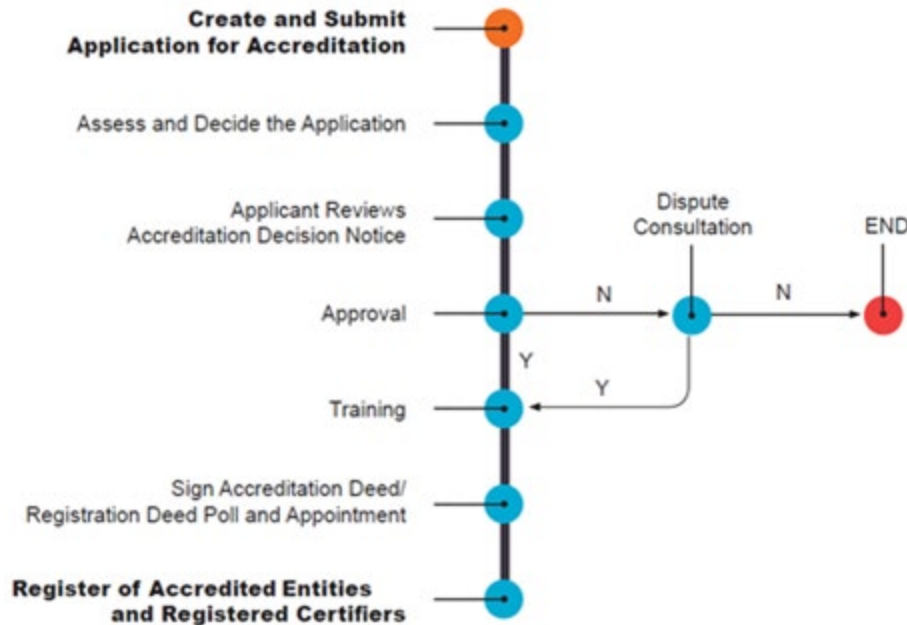 Create and Submit
Application for Accreditation
Assess and Decide the Application
Applicant Reviews
Accreditation Decision Notice
Dispute
Consultation
END
Approval
N
N
Y
Y
Training
Sign Accreditation Deed/
Registration Deed Poll and Appointment
Register of Accredited Entities
and Registered Certifiers